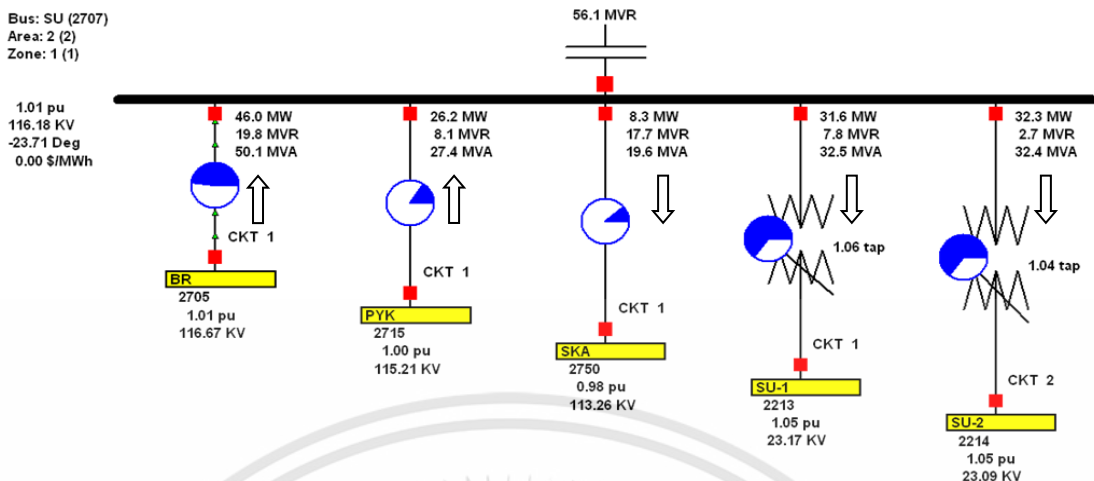 Bus: SU (2707)
Area: 2 (2)
Zone: 1 (1)
56.1 MVR
1.01 pu
116.18 KV
-23.71 Deg
0.00 $/MWh
46.0 MW
19.8 MVR
50.1 MVA
CKT 1
BR
2705
1.01 pu
116.67 KV
26.2 MW
8.1 MVR
27.4 MVA
CKT 1
PYK
2715
1.00 pu
115.21 KV
8.3 MW
17.7 MVR
19.6 MVA
CKT 1
SKA
2750
0.98 pu
113.26 KV
31.6 MW
7.8 MVR
32.5 MVA
1.06 tap
CKT 1
SU-1
2213
1.05 pu
23.17 KV
32.3 MW
2.7 MVR
32.4 MVA
1.04 tap
CKT 2
SU-2
2214
1.05 pu
23.09 KV